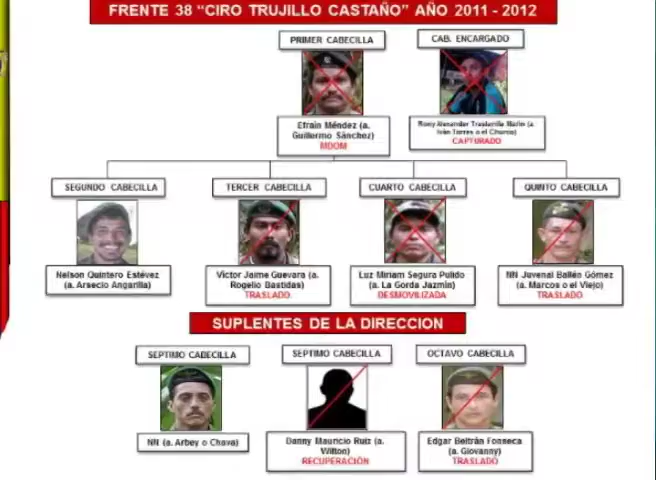 FRENTE 38 “CIRO TRUJILLO CASTAÑO” AÑO 2011 - 2012
PRIMER CABECILLA
CAB. ENCARGADO
Efraín Méndez (a.
Guillermo Sánchez)
MDOM
Rony Alexander Traslaviña Marín (a.
Iván Torres o el Churco)
CAPTURADO
SEGUNDO CABECILLA
TERCER CABECILLA
CUARTO CABECILLA
QUINTO CABECILLA
Nelson Quintero Estévez
(a. Arsecio Angarilla)
Victor Jaime Guevara (a.
Rogelio Bastidas)
TRASLADO
Luz Miriam Segura Pulido
(a. La Gorda Jazmín)
DESMOVILIZADA
NN Juvenal Ballén Gómez
(a. Marcos o el Viejo)
TRASLADO
SUPLENTES DE LA DIRECCION
SEPTIMO CABECILLA
SEPTIMO CABECILLA
OCTAVO CABECILLA
NN (a. Arbey o Chava)
Danny Mauricio Ruiz (a.
Wilton)
RECUPERACIÓN
Edgar Beltrán Fonseca
(a. Giovanny)
TRASLADO